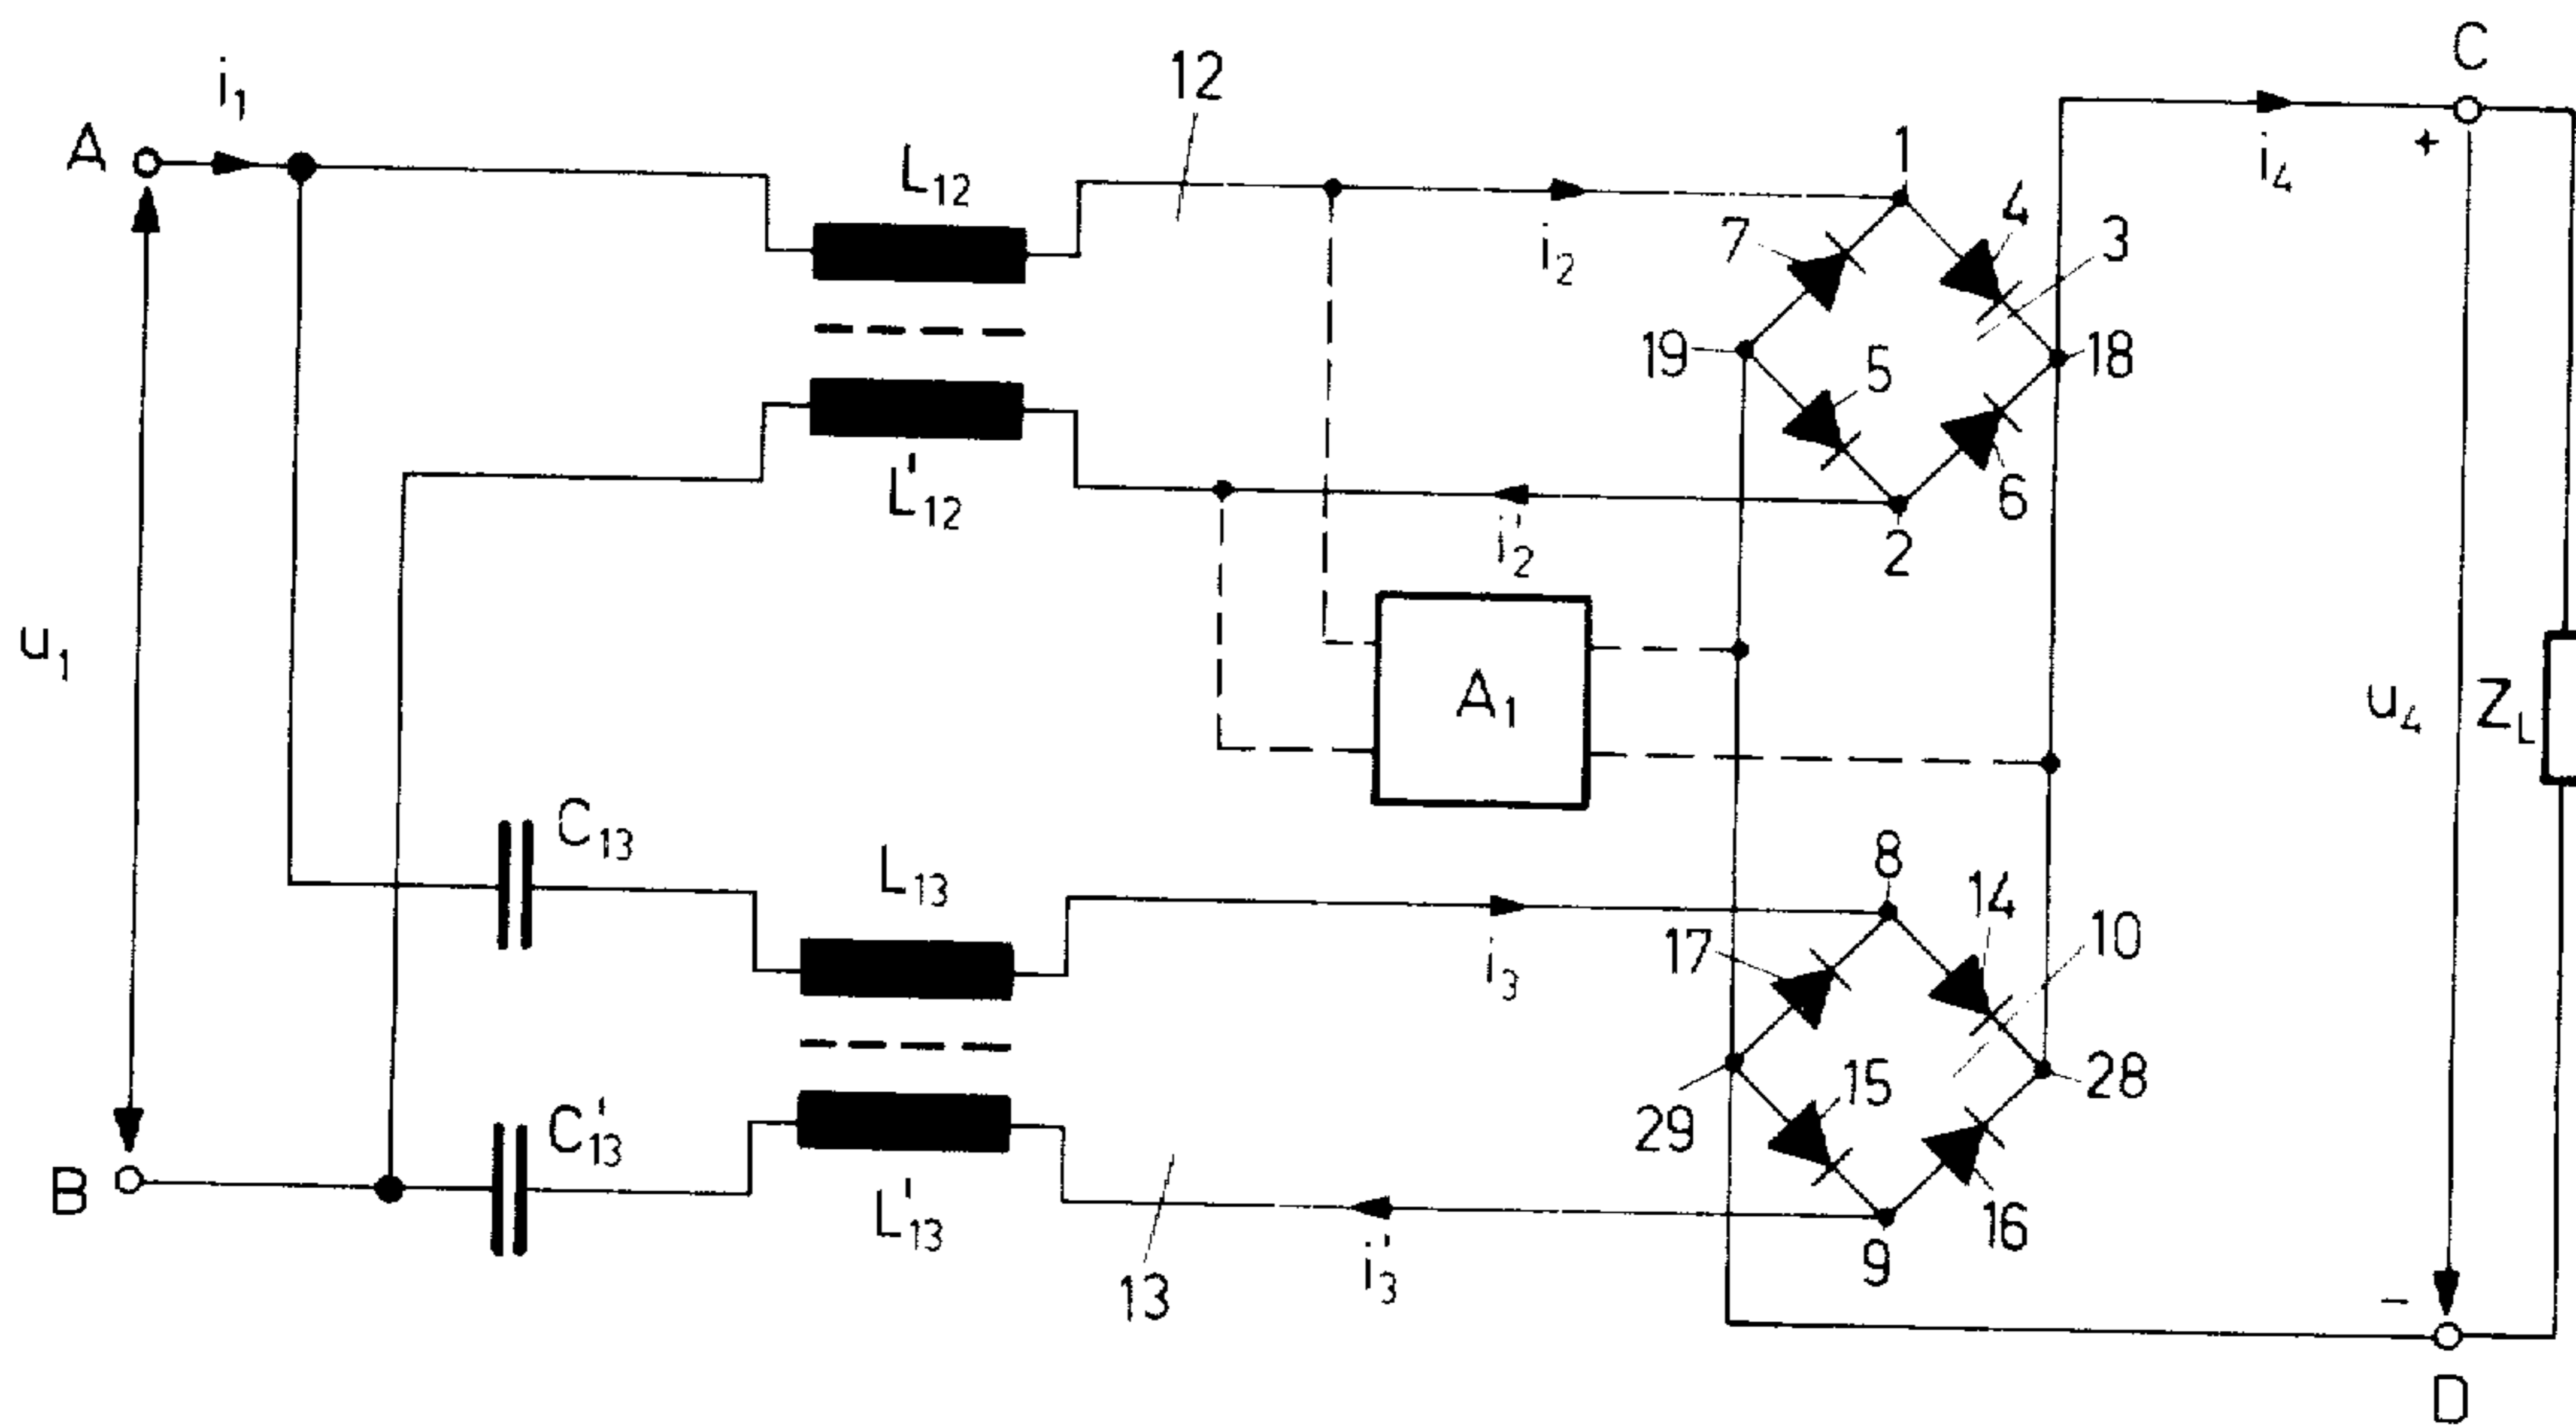 C
i₁
12
A
L₁₂
1
+
i₄
4
7
3
i₂
19
18
5
L'₁₂
6
i'₂
2
u₁
A₁
u₄
Z_L
C₁₃
8
L₁₃
14
17
10
i₃
28
15
C'₁₃
29
B
L'₁₃
16
i'₃
9
13
−
D